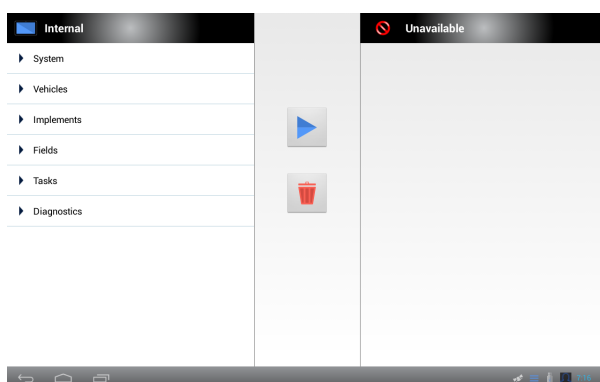 Internal
Unavailable
System
Vehicles
Implements
Fields
Tasks
Diagnostics